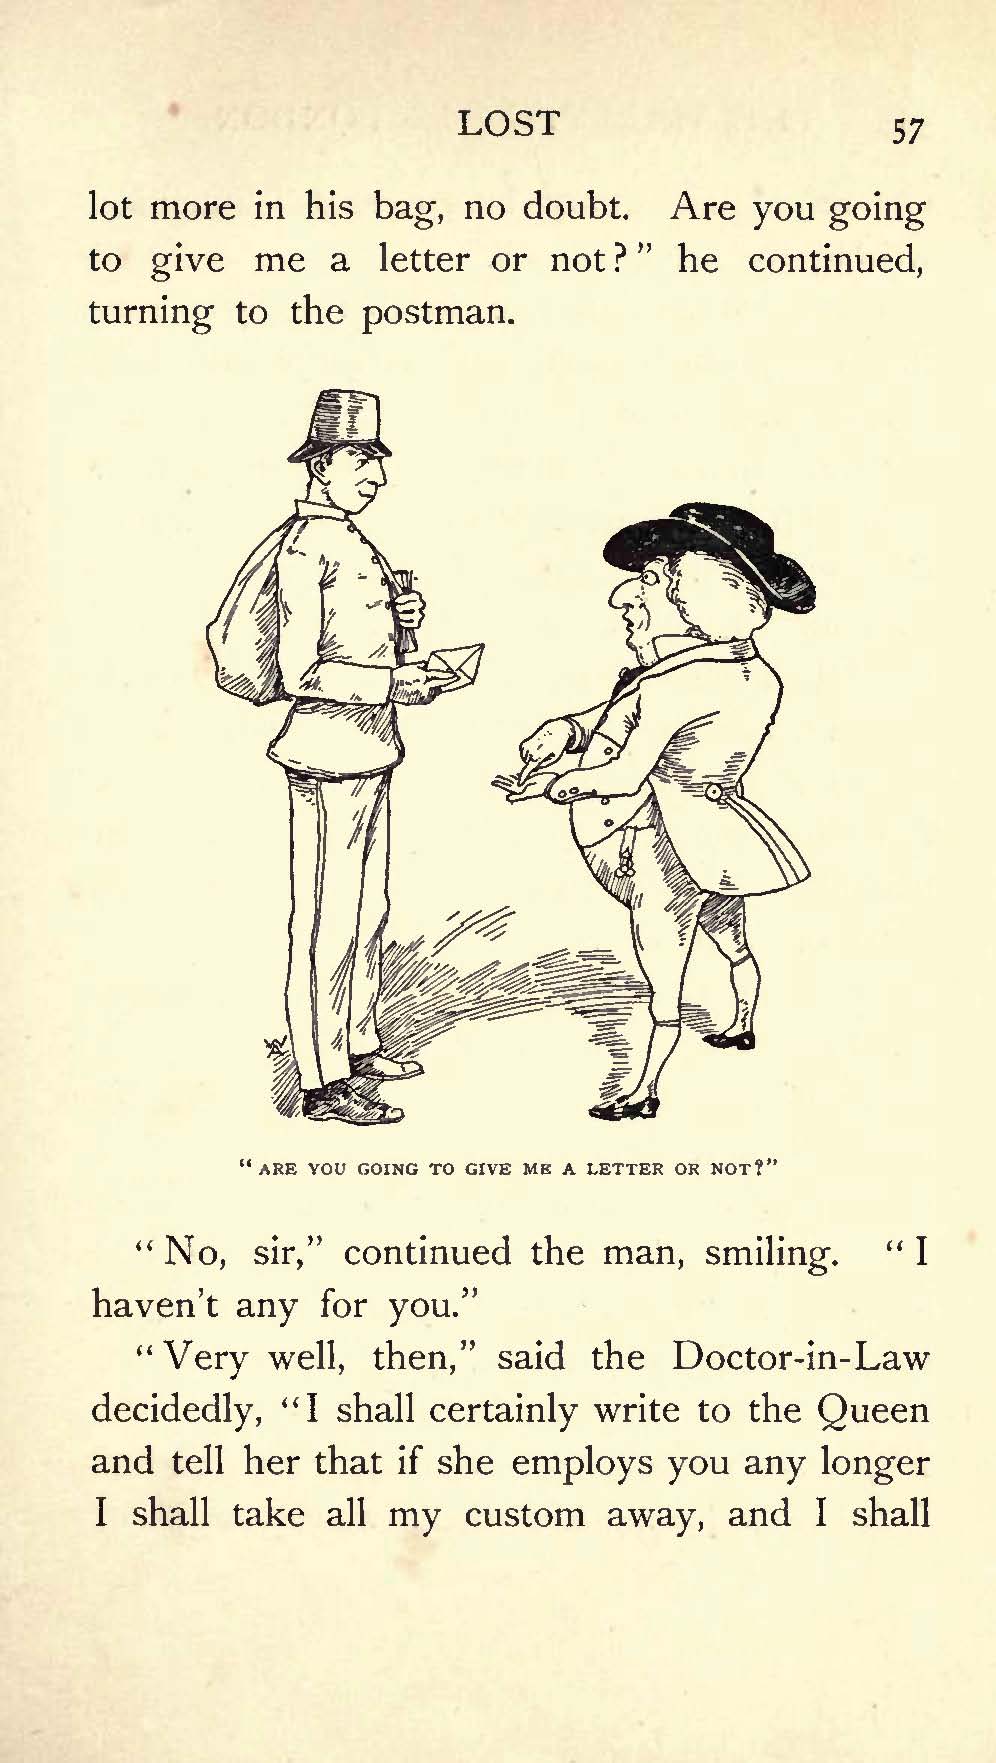 LOST 57
lot more in his bag, no doubt. Are you going
to give me a letter or not?" he continued,
turning to the postman.
"ARE YOU GOING TO GIVE ME A LETTER OR NOT?"
"No, sir," continued the man, smiling. "I
haven't any for you."
"Very well, then," said the Doctor-in-Law
decidedly, "I shall certainly write to the Queen
and tell her that if she employs you any longer
I shall take all my custom away, and I shall